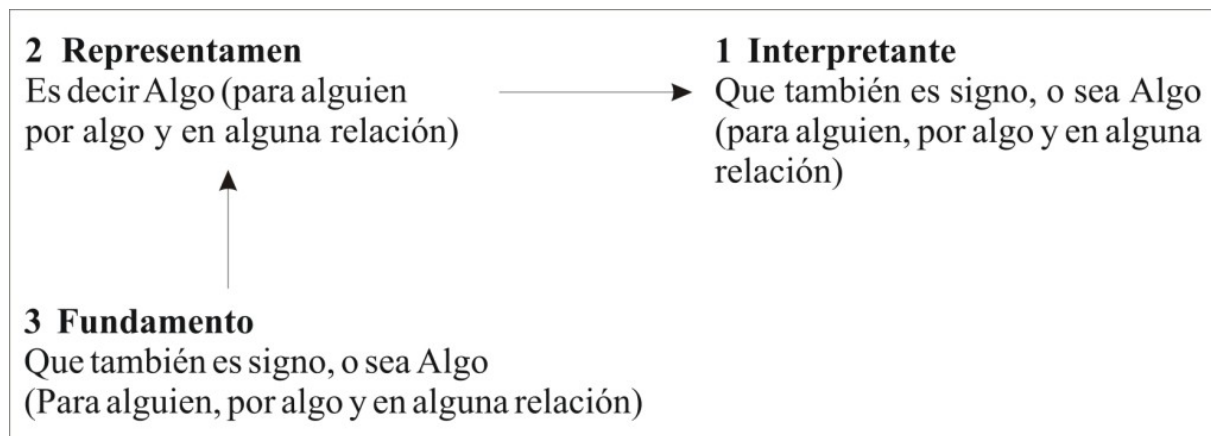 2 Representamen
Es decir Algo (para alguien
por algo y en alguna relación)
1 Interpretante
Que también es signo, o sea Algo
(para alguien, por algo y en alguna
relación)
3 Fundamento
Que también es signo, o sea Algo
(Para alguien, por algo y en alguna relación)